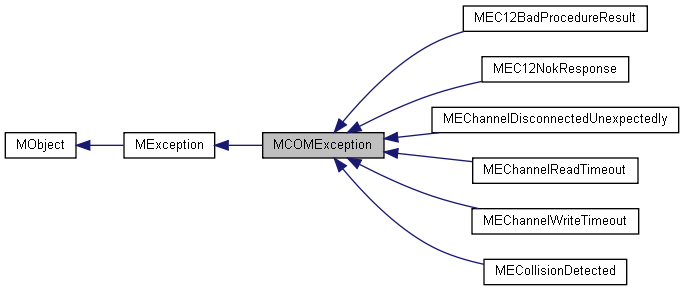 MEC12BadProcedureResult
MEC12NokResponse
MEChannelDisconnectedUnexpectedly
MObject
MException
MCOMException
MEChannelReadTimeout
MEChannelWriteTimeout
MECollisionDetected